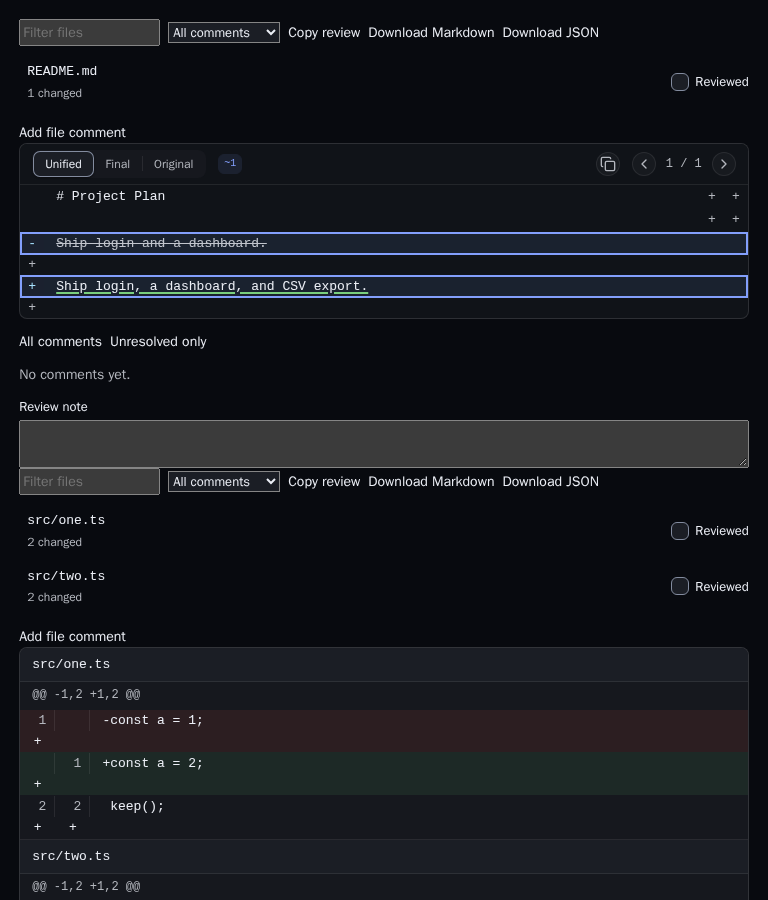 Filter files All comments Copy review Download Markdown Download JSON
README.md
1 changed
Reviewed
Add file comment
Unified Final Original ~1 1 / 1
# Project Plan + +
+ +
- Ship login and a dashboard.
+
+ Ship login, a dashboard, and CSV export.
+
All comments Unresolved only
No comments yet.
Review note
Filter files All comments Copy review Download Markdown Download JSON
src/one.ts
2 changed
Reviewed
src/two.ts
2 changed
Reviewed
Add file comment
src/one.ts
@@ -1,2 +1,2 @@
1 -const a = 1;
+
1 +const a = 2;
+
2 2 keep();
+ +
src/two.ts
@@ -1,2 +1,2 @@